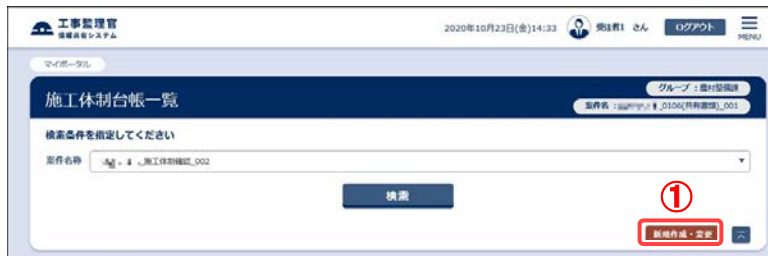 工事監理官
情報共有システム
2020年10月23日(金)14:33
受注者1 さん
ログアウト
MENU
マイポータル
施工体制台帳一覧
グループ：農村整備課
案件名：
_0106(共有書類)_001
検索条件を指定してください
案件名称
_施工体制確認_002
検索
①
新規作成・変更